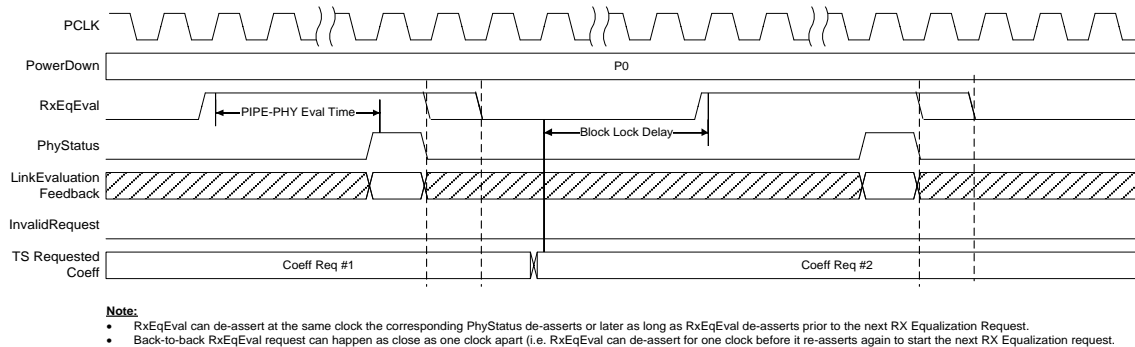 PCLK
PowerDown
P0
RxEqEval
PIPE-PHY Eval Time
Block Lock Delay
PhyStatus
LinkEvaluation
Feedback
InvalidRequest
TS Requested
Coeff
Coeff Req #1
Coeff Req #2
Note:
• RxEqEval can de-assert at the same clock the corresponding PhyStatus de-asserts or later as long as RxEqEval de-asserts prior to the next RX Equalization Request.
• Back-to-back RxEqEval request can happen as close as one clock apart (i.e. RxEqEval can de-assert for one clock before it re-asserts again to start the next RX Equalization request.